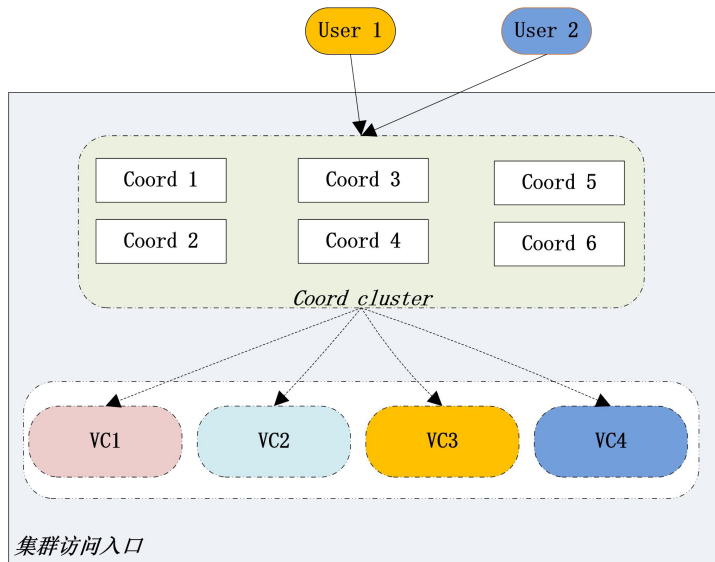 User 1
User 2
Coord 1
Coord 3
Coord 5
Coord 2
Coord 4
Coord 6
Coord cluster
VC1
VC2
VC3
VC4
集群访问入口